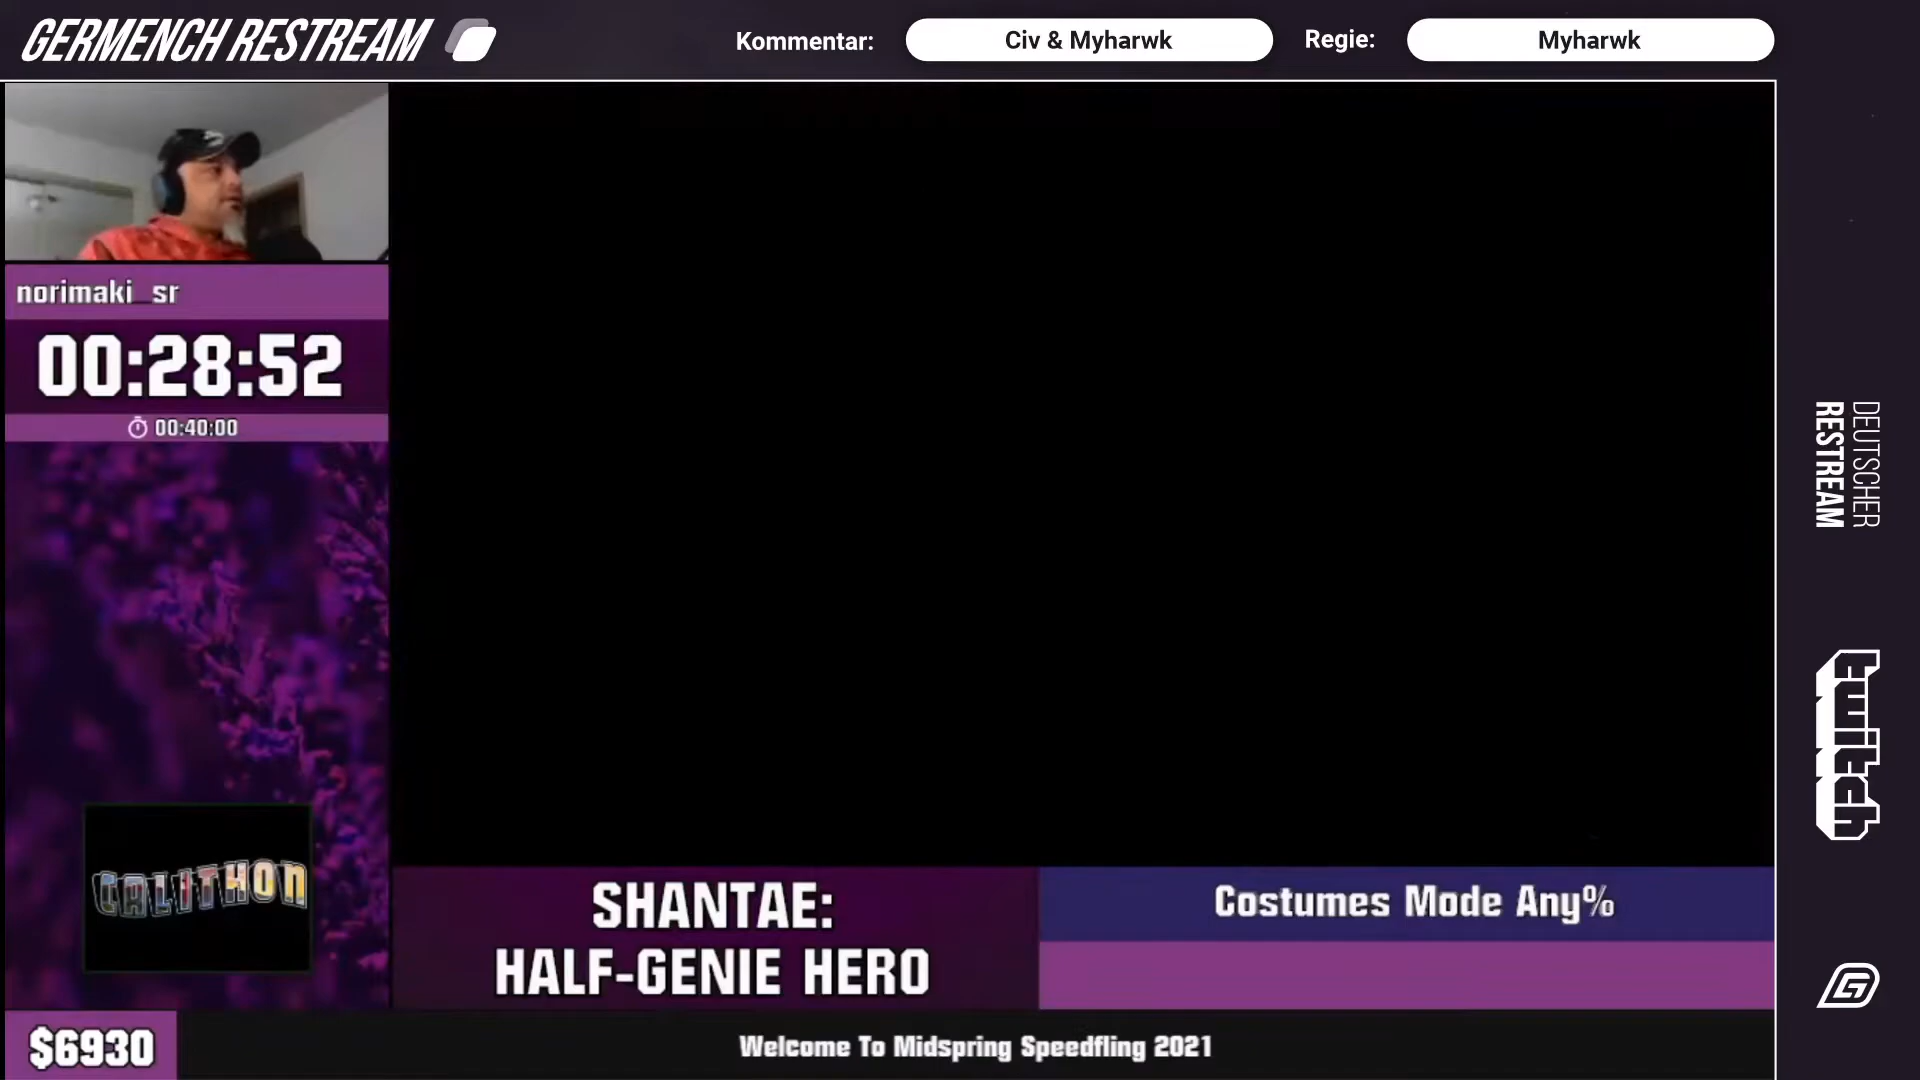 GERMENCH RESTREAM
Kommentar:
Civ & Myharwk
Regie:
Myharwk
norimaki_sr
00:28:52
00:40:00
DEUTSCHER
RESTREAM
twitch
CALITHON
SHANTAE:
HALF-GENIE HERO
Costumes Mode Any%
G
$6930
Welcome To Midspring Speedfling 2021